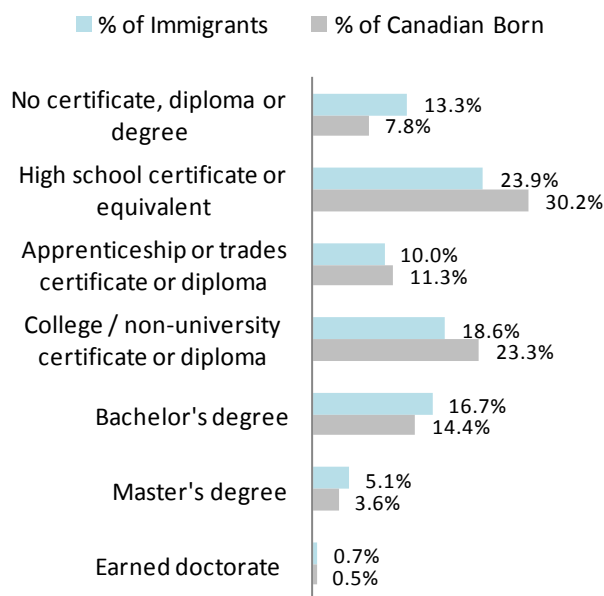 % of Immigrants % of Canadian Born
No certificate, diploma or
degree
13.3%
7.8%
High school certificate or
equivalent
23.9%
30.2%
Apprenticeship or trades
certificate or diploma
10.0%
11.3%
College / non-university
certificate or diploma
18.6%
23.3%
Bachelor's degree
16.7%
14.4%
Master's degree
5.1%
3.6%
Earned doctorate
0.7%
0.5%